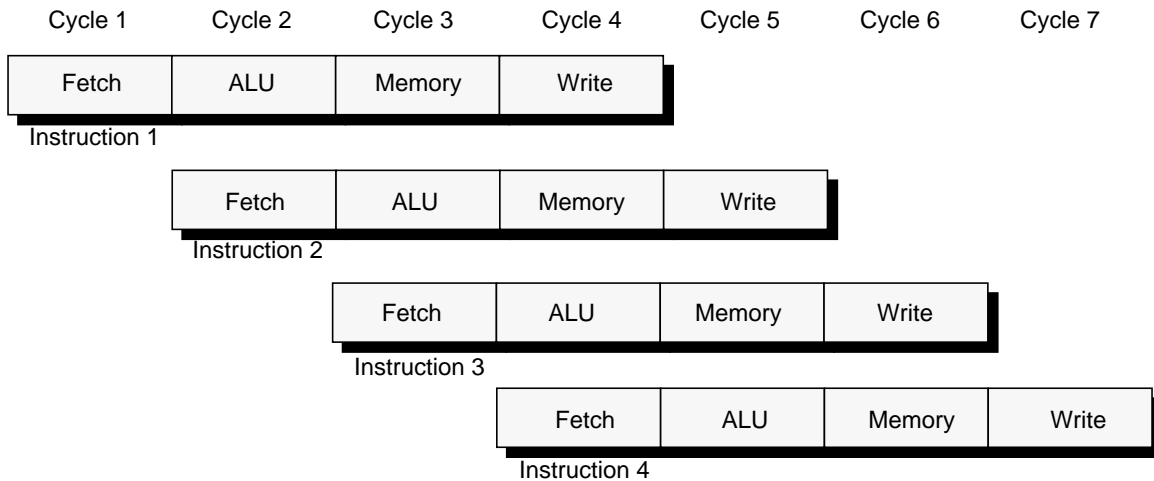 Cycle 1 Cycle 2 Cycle 3 Cycle 4 Cycle 5 Cycle 6 Cycle 7
Fetch ALU Memory Write
Instruction 1
Fetch ALU Memory Write
Instruction 2
Fetch ALU Memory Write
Instruction 3
Fetch ALU Memory Write
Instruction 4